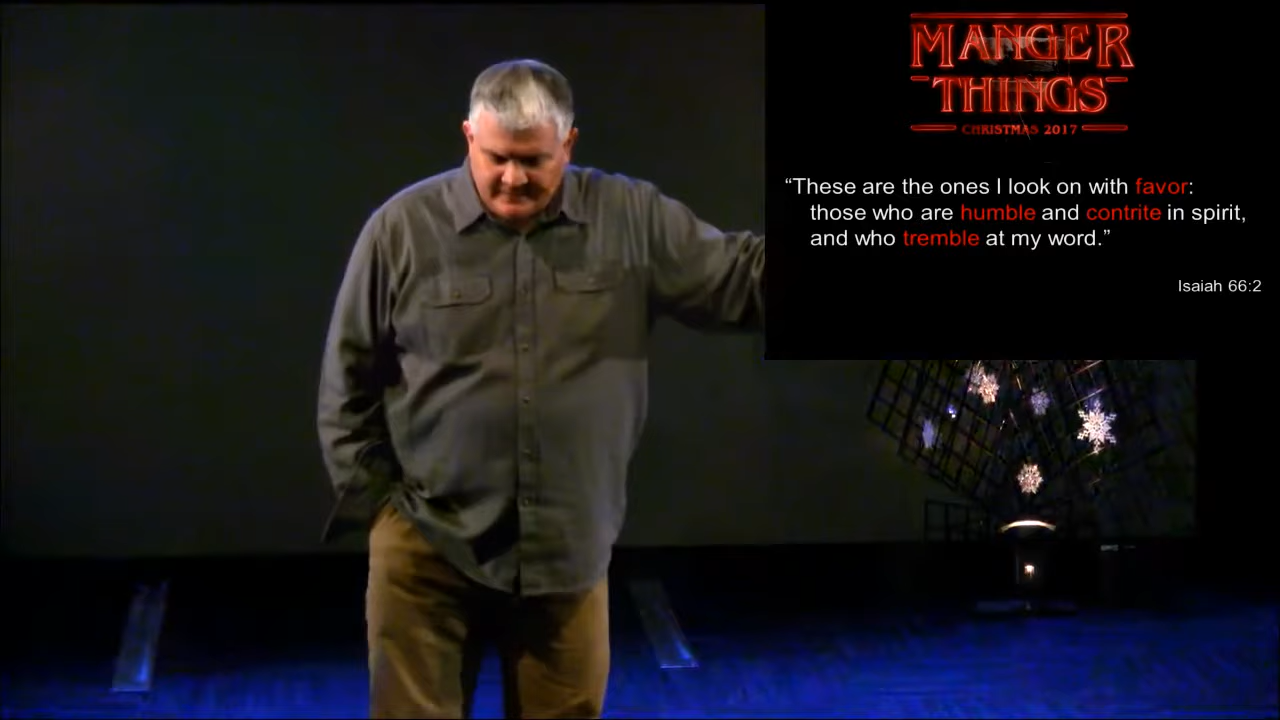 MANGER
THINGS
CHRISTMAS 2017
“These are the ones I look on with favor:
those who are humble and contrite in spirit,
and who tremble at my word.”
Isaiah 66:2